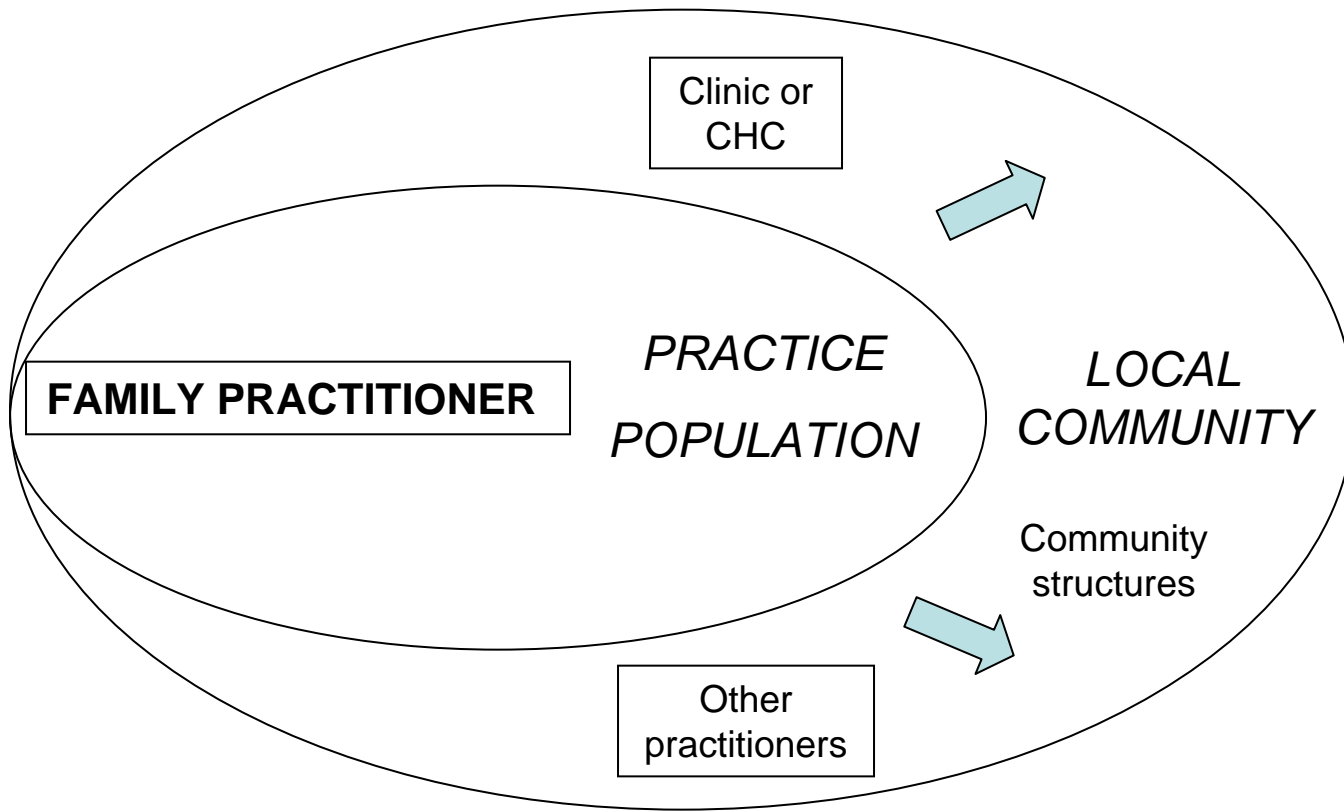 Clinic or
CHC
FAMILY PRACTITIONER
PRACTICE
POPULATION
LOCAL
COMMUNITY
Community
structures
Other
practitioners